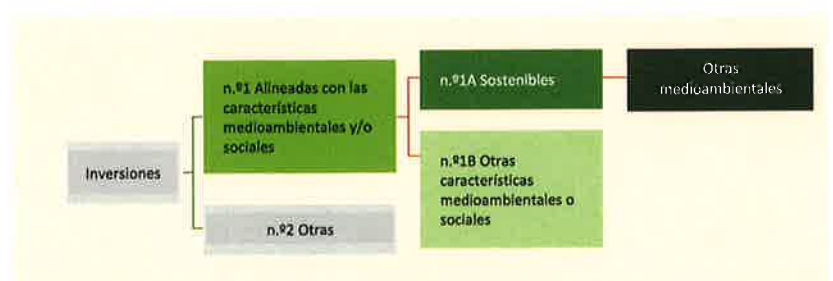 Inversiones
n.º1 Alineadas con las
características
medioambientales y/o
sociales
n.º2 Otras
n.º1A Sostenibles
n.º1B Otras
características
medioambientales o
sociales
Otras
medioambientales